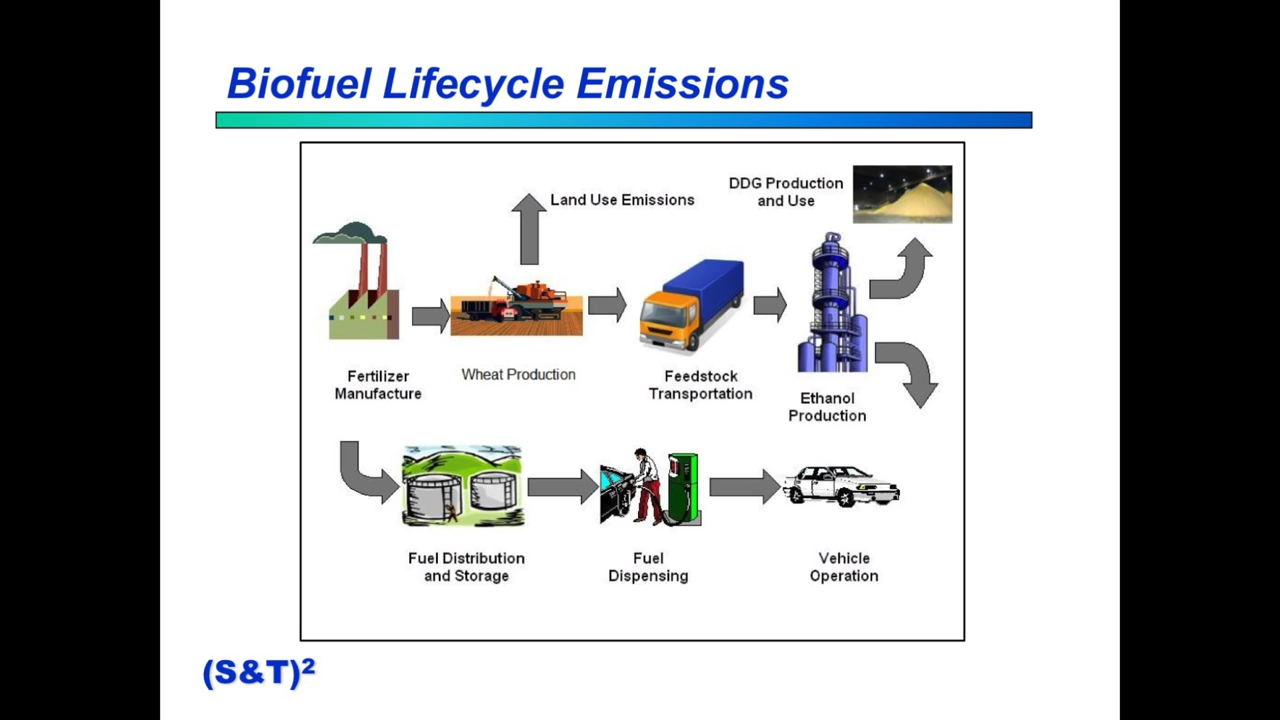 Biofuel Lifecycle Emissions
Land Use Emissions
DDG Production
and Use
Fertilizer
Manufacture
Wheat Production
Feedstock
Transportation
Ethanol
Production
Fuel Distribution
and Storage
Fuel
Dispensing
Vehicle
Operation
(S&T)²